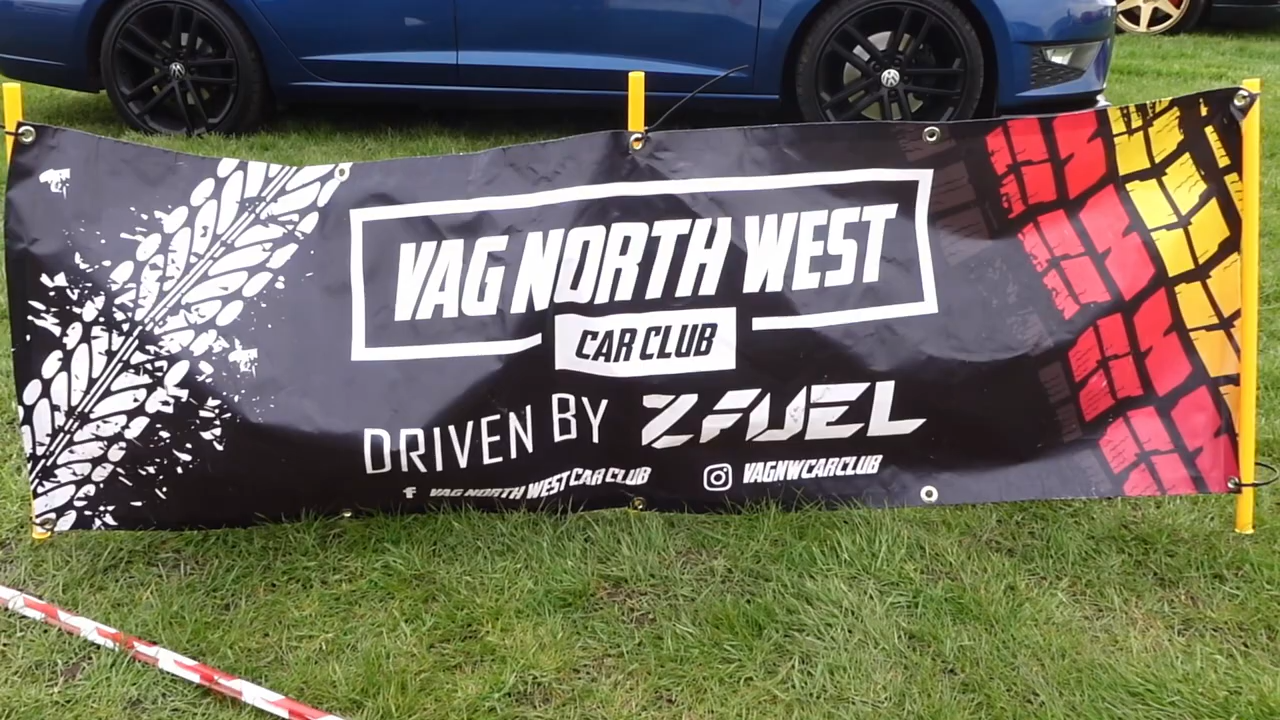 VAG NORTH WEST
CAR CLUB
DRIVEN BY ZFUEL
VAG NORTH WEST CAR CLUB
VAGNWCARCLUB